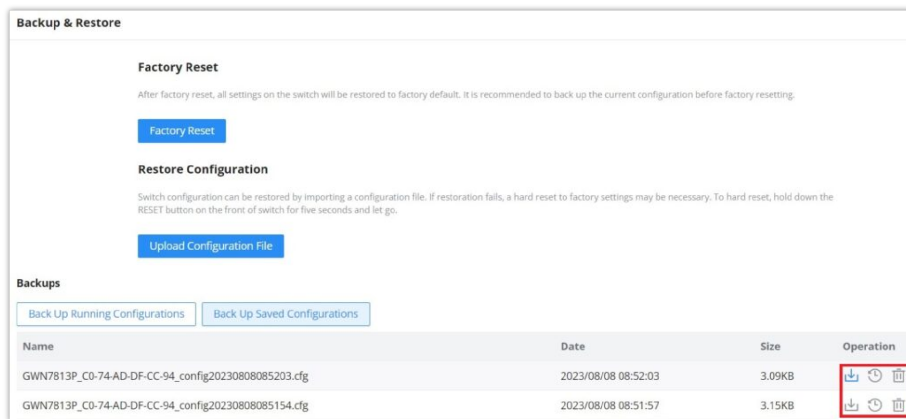 Backup & Restore
Factory Reset
After factory reset, all settings on the switch will be restored to factory default. It is recommended to back up the current configuration before factory resetting.
Factory Reset
Restore Configuration
Switch configuration can be restored by importing a configuration file. If restoration fails, a hard reset to factory settings may be necessary. To hard reset, hold down the
RESET button on the front of switch for five seconds and let go.
Upload Configuration File
Backups
Back Up Running Configurations Back Up Saved Configurations
Name Date Size Operation
GWN7813P_C0-74-AD-DF-CC-94_config20230808085203.cfg 2023/08/08 08:52:03 3.09KB
GWN7813P_C0-74-AD-DF-CC-94_config20230808085154.cfg 2023/08/08 08:51:57 3.15KB